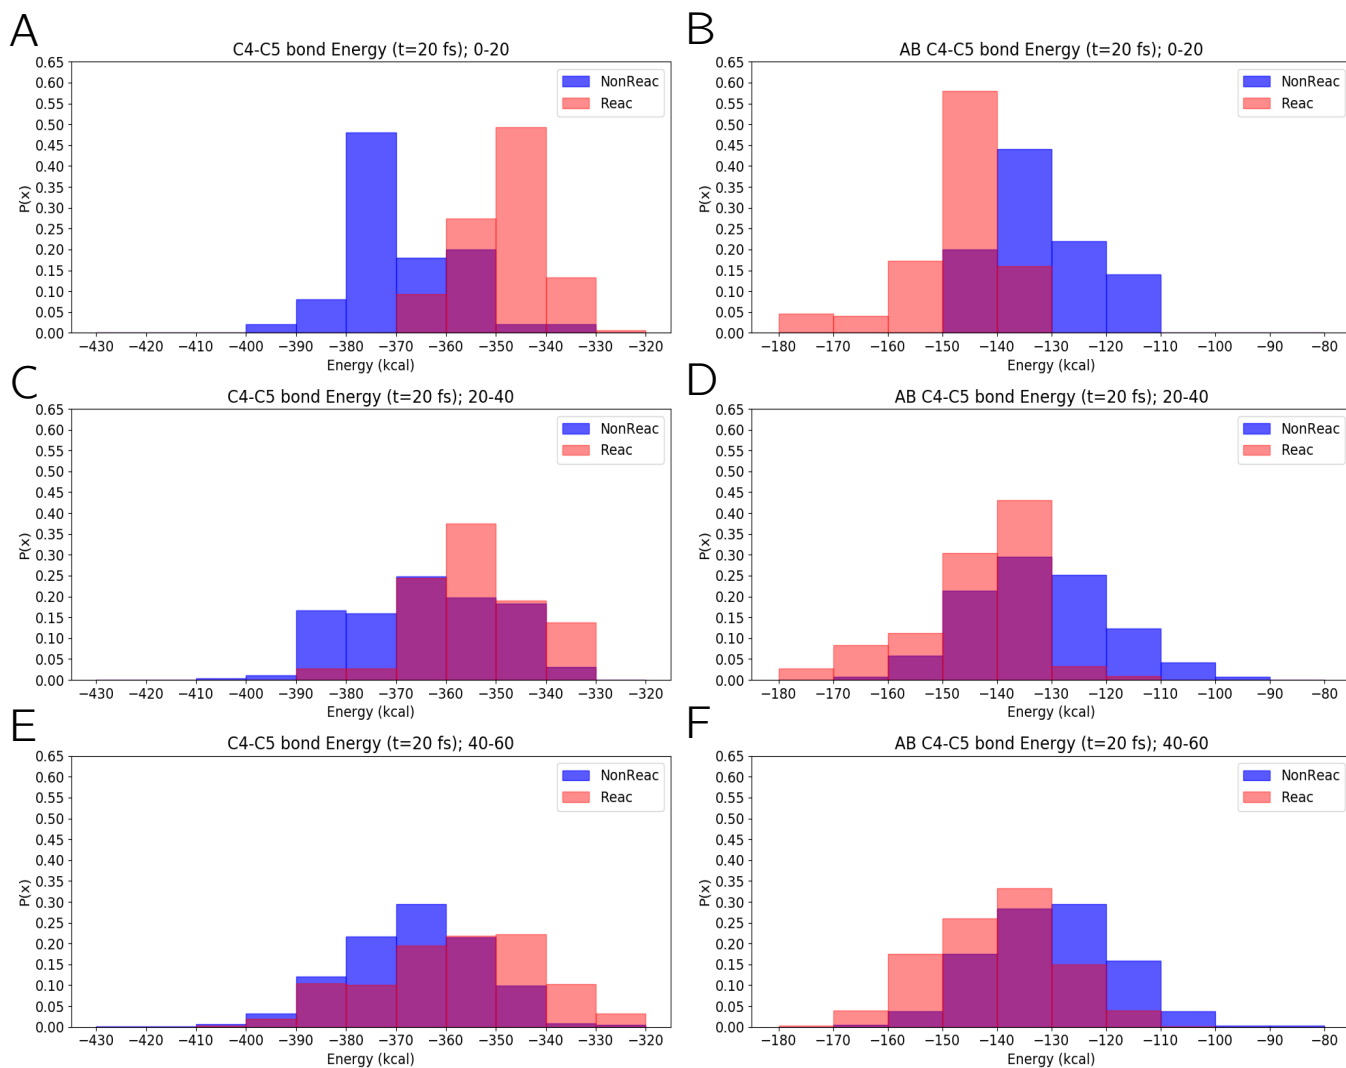 A
C4-C5 bond Energy (t=20 fs); 0-20
0.65
0.60
0.55
0.50
0.45
0.40
0.35
0.30
0.25
0.20
0.15
0.10
0.05
0.00
P(x)
NonReac
Reac
−430 −420 −410 −400 −390 −380 −370 −360 −350 −340 −330 −320
Energy (kcal)
B
AB C4-C5 bond Energy (t=20 fs); 0-20
0.65
0.60
0.55
0.50
0.45
0.40
0.35
0.30
0.25
0.20
0.15
0.10
0.05
0.00
P(x)
NonReac
Reac
−180 −170 −160 −150 −140 −130 −120 −110 −100 −90 −80
Energy (kcal)
C
C4-C5 bond Energy (t=20 fs); 20-40
0.65
0.60
0.55
0.50
0.45
0.40
0.35
0.30
0.25
0.20
0.15
0.10
0.05
0.00
P(x)
NonReac
Reac
−430 −420 −410 −400 −390 −380 −370 −360 −350 −340 −330 −320
Energy (kcal)
D
AB C4-C5 bond Energy (t=20 fs); 20-40
0.65
0.60
0.55
0.50
0.45
0.40
0.35
0.30
0.25
0.20
0.15
0.10
0.05
0.00
P(x)
NonReac
Reac
−180 −170 −160 −150 −140 −130 −120 −110 −100 −90 −80
Energy (kcal)
E
C4-C5 bond Energy (t=20 fs); 40-60
0.65
0.60
0.55
0.50
0.45
0.40
0.35
0.30
0.25
0.20
0.15
0.10
0.05
0.00
P(x)
NonReac
Reac
−430 −420 −410 −400 −390 −380 −370 −360 −350 −340 −330 −320
Energy (kcal)
F
AB C4-C5 bond Energy (t=20 fs); 40-60
0.65
0.60
0.55
0.50
0.45
0.40
0.35
0.30
0.25
0.20
0.15
0.10
0.05
0.00
P(x)
NonReac
Reac
−180 −170 −160 −150 −140 −130 −120 −110 −100 −90 −80
Energy (kcal)